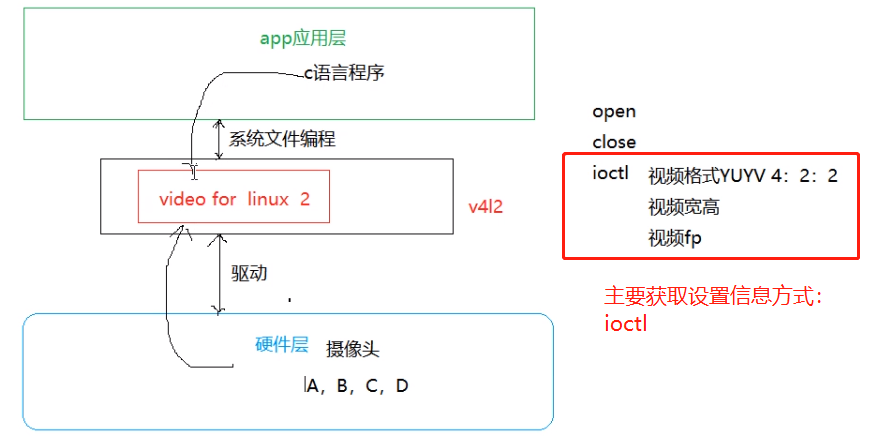 app应用层
c语言程序
系统文件编程
video for linux 2
v4l2
驱动
硬件层 摄像头
A，B，C，D
open
close
ioctl 视频格式YUYV 4：2：2
视频宽高
视频fp
主要获取设置信息方式：
ioctl